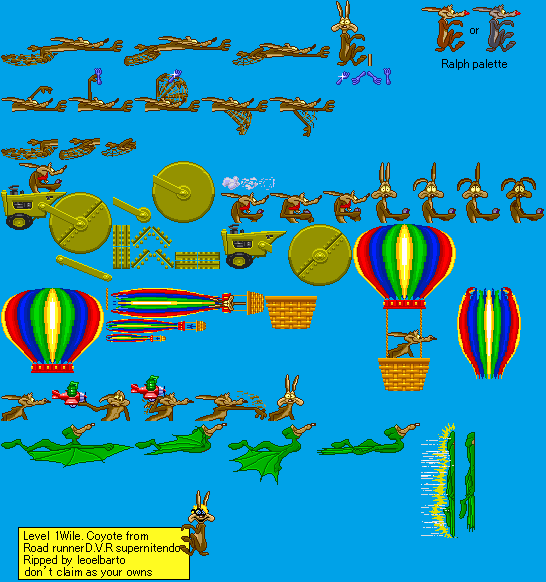 or
Ralph palette
Level 1Wile. Coyote from
Road runnerD.V.R supernitendo
Ripped by leoelbarto
don't claim as your owns